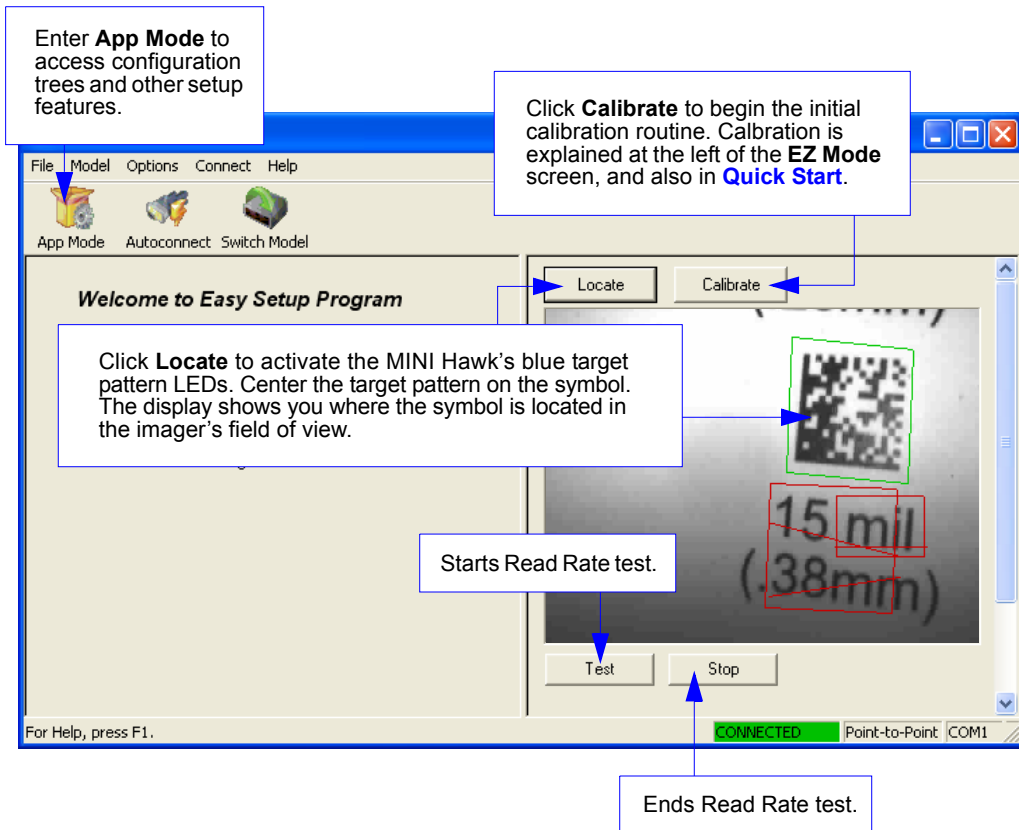 Enter App Mode to
access configuration
trees and other setup
features.
Click Calibrate to begin the initial
calibration routine. Calbration is
explained at the left of the EZ Mode
screen, and also in Quick Start.
File Model Options Connect Help
App Mode Autoconnect Switch Model
Welcome to Easy Setup Program
Locate Calibrate
Click Locate to activate the MINI Hawk's blue target
pattern LEDs. Center the target pattern on the symbol.
The display shows you where the symbol is located in
the imager's field of view.
15 mil
(.38mm)
Starts Read Rate test.
Test Stop
For Help, press F1.
CONNECTED Point-to-Point COM1
Ends Read Rate test.